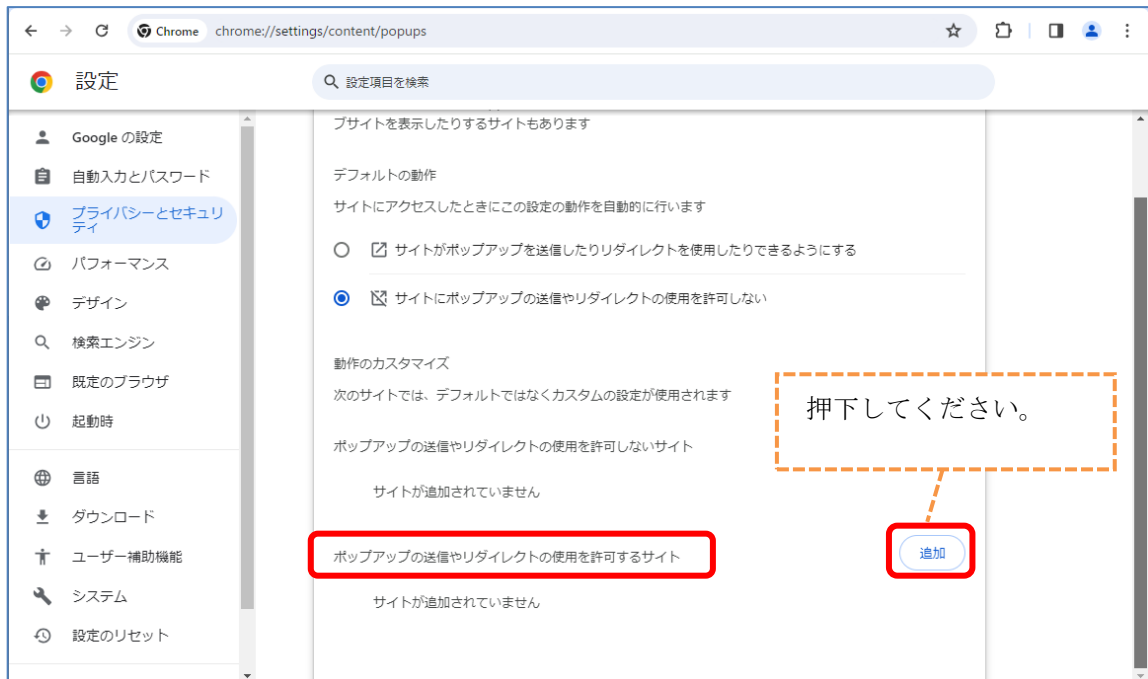 Chrome chrome://settings/content/popups
設定
設定項目を検索
Google の設定
自動入力とパスワード
プライバシーとセキュリ
ティ
パフォーマンス
デザイン
検索エンジン
既定のブラウザ
起動時
言語
ダウンロード
ユーザー補助機能
システム
設定のリセット
ブサイトを表示したりするサイトもあります
デフォルトの動作
サイトにアクセスしたときにこの設定の動作を自動的に行います
サイトがポップアップを送信したりリダイレクトを使用したりできるようにする
サイトにポップアップの送信やリダイレクトの使用を許可しない
動作のカスタマイズ
次のサイトでは、デフォルトではなくカスタムの設定が使用されます
押下してください。
ポップアップの送信やリダイレクトの使用を許可しないサイト
サイトが追加されていません
ポップアップの送信やリダイレクトの使用を許可するサイト
追加
サイトが追加されていません